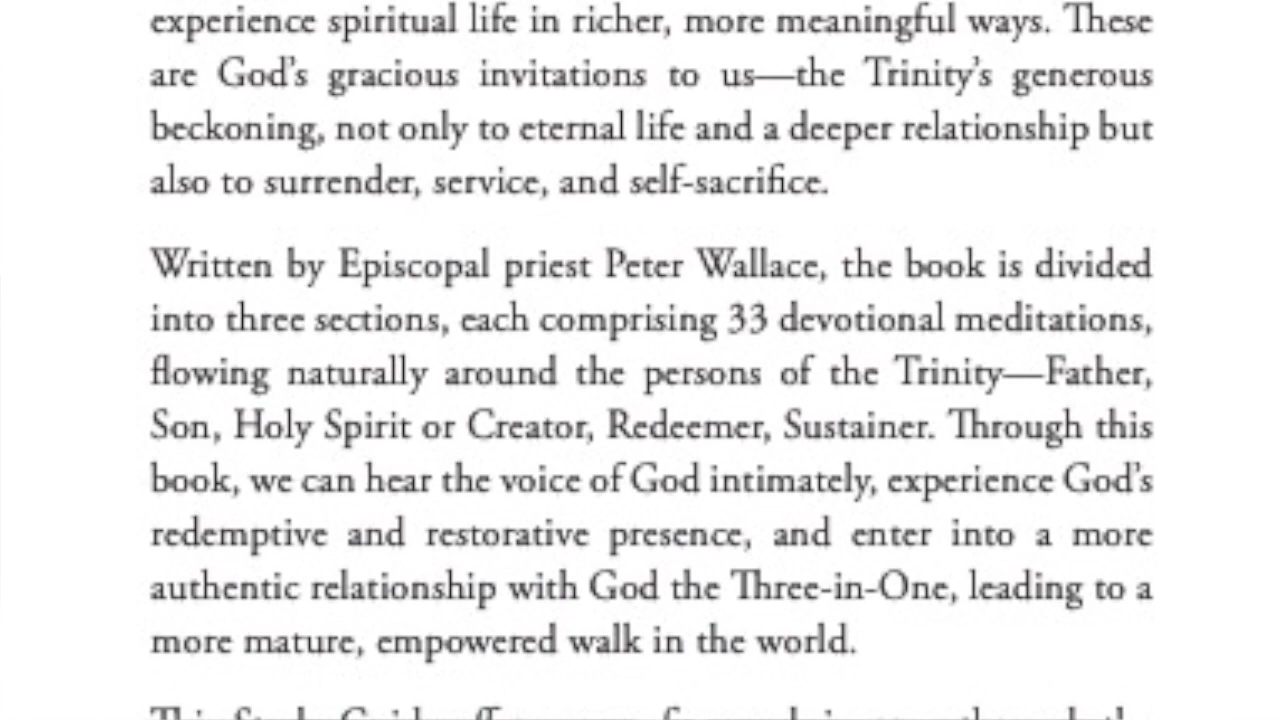 experience spiritual life in richer, more meaningful ways. These
are God’s gracious invitations to us—the Trinity’s generous
beckoning, not only to eternal life and a deeper relationship but
also to surrender, service, and self-sacrifice.
Written by Episcopal priest Peter Wallace, the book is divided
into three sections, each comprising 33 devotional meditations,
flowing naturally around the persons of the Trinity—Father,
Son, Holy Spirit or Creator, Redeemer, Sustainer. Through this
book, we can hear the voice of God intimately, experience God’s
redemptive and restorative presence, and enter into a more
authentic relationship with God the Three-in-One, leading to a
more mature, empowered walk in the world.
This Study Guide